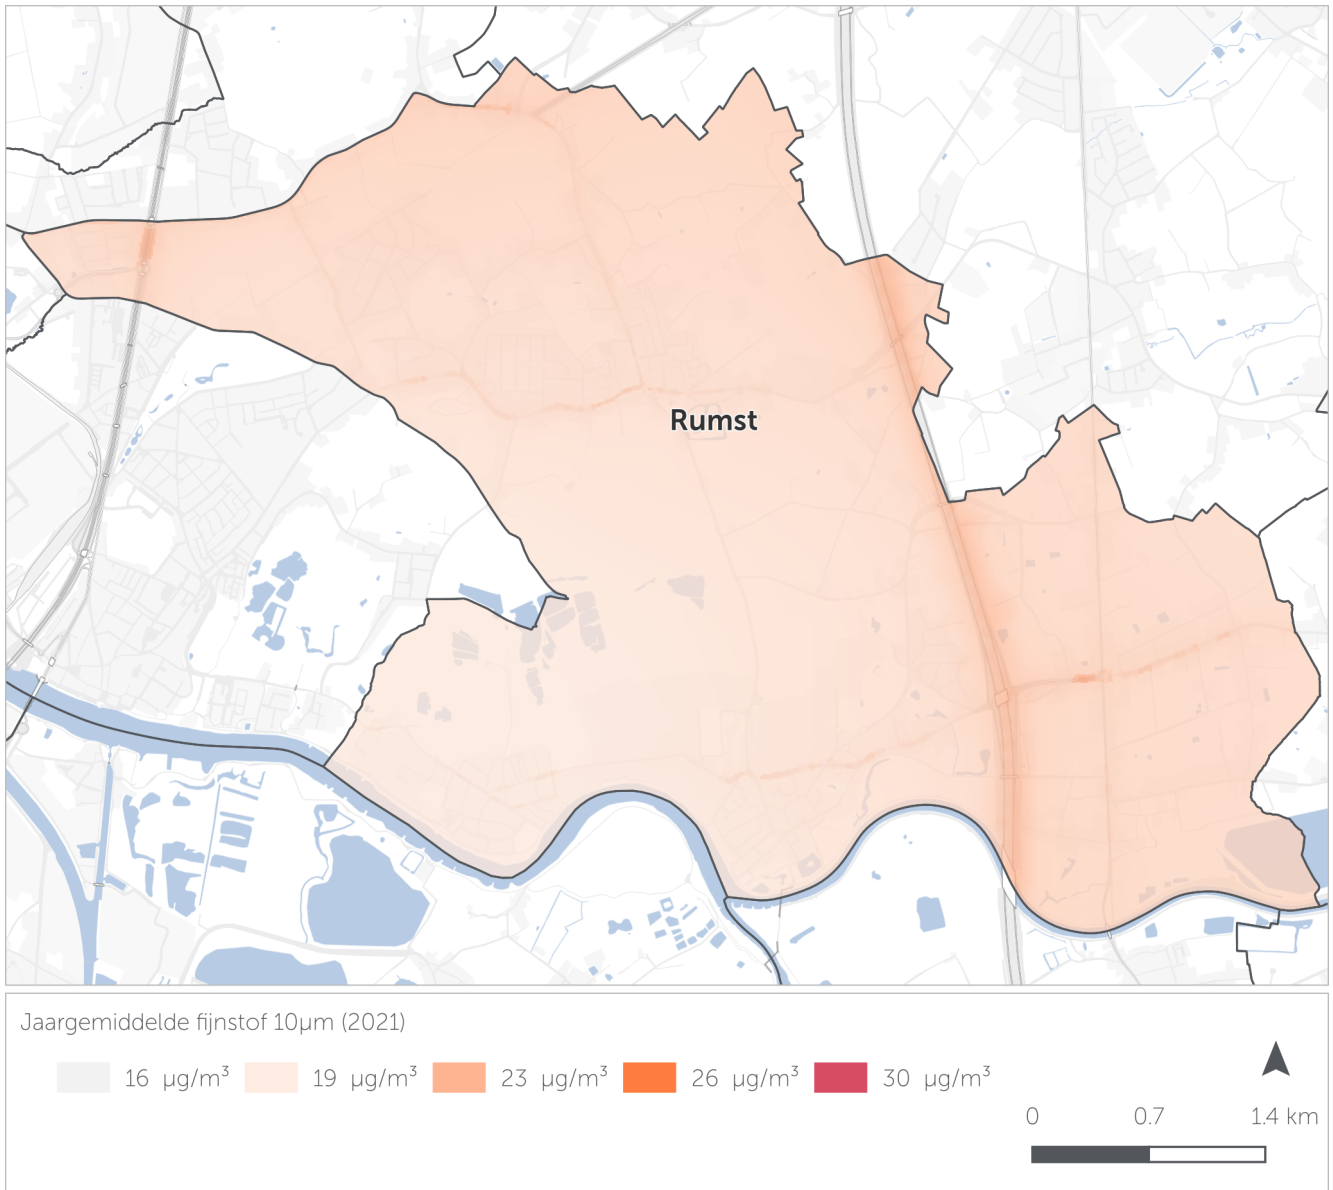 Rumst
Jaargemiddelde fijnstof 10µm (2021)
16 µg/m³ 19 µg/m³ 23 µg/m³ 26 µg/m³ 30 µg/m³
0 0.7 1.4 km